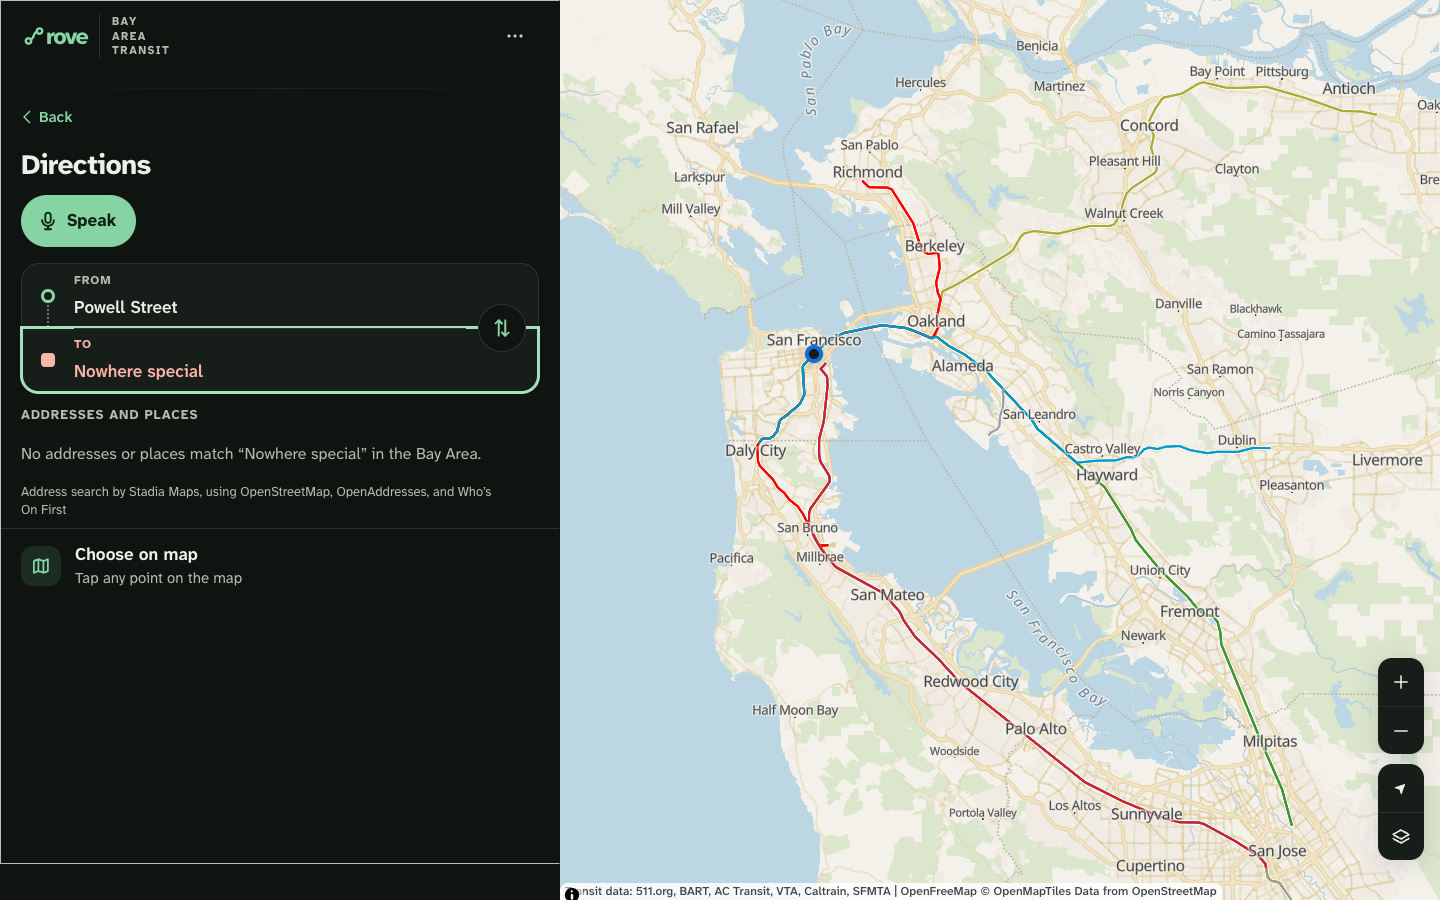 rove
BAY
AREA
TRANSIT
Back
Directions
Speak
FROM
Powell Street
TO
Nowhere special
ADDRESSES AND PLACES
No addresses or places match “Nowhere special” in the Bay Area.
Address search by Stadia Maps, using OpenStreetMap, OpenAddresses, and Who's
On First
Choose on map
Tap any point on the map
San Pablo Bay
Benicia
Hercules
Martinez
Bay Point
Pittsburg
Antioch
Oak
San Rafael
Concord
San Pablo
Pleasant Hill
Clayton
Richmond
Larkspur
Bre
Mill Valley
Walnut Creek
Berkeley
Danville
Blackhawk
Oakland
Camino Tassajara
San Francisco
Alameda
San Ramon
Norris Canyon
San Leandro
Daly City
Castro Valley
Dublin
Livermore
Hayward
Pleasanton
San Bruno
Pacifica
Millbrae
Union City
San Mateo
San Francisco Bay
Fremont
Newark
Redwood City
Half Moon Bay
Palo Alto
Milpitas
Woodside
Los Altos
Portola Valley
Sunnyvale
San Jose
Cupertino
nsit data: 511.org, BART, AC Transit, VTA, Caltrain, SFMTA | OpenFreeMap © OpenMapTiles Data from OpenStreetMap